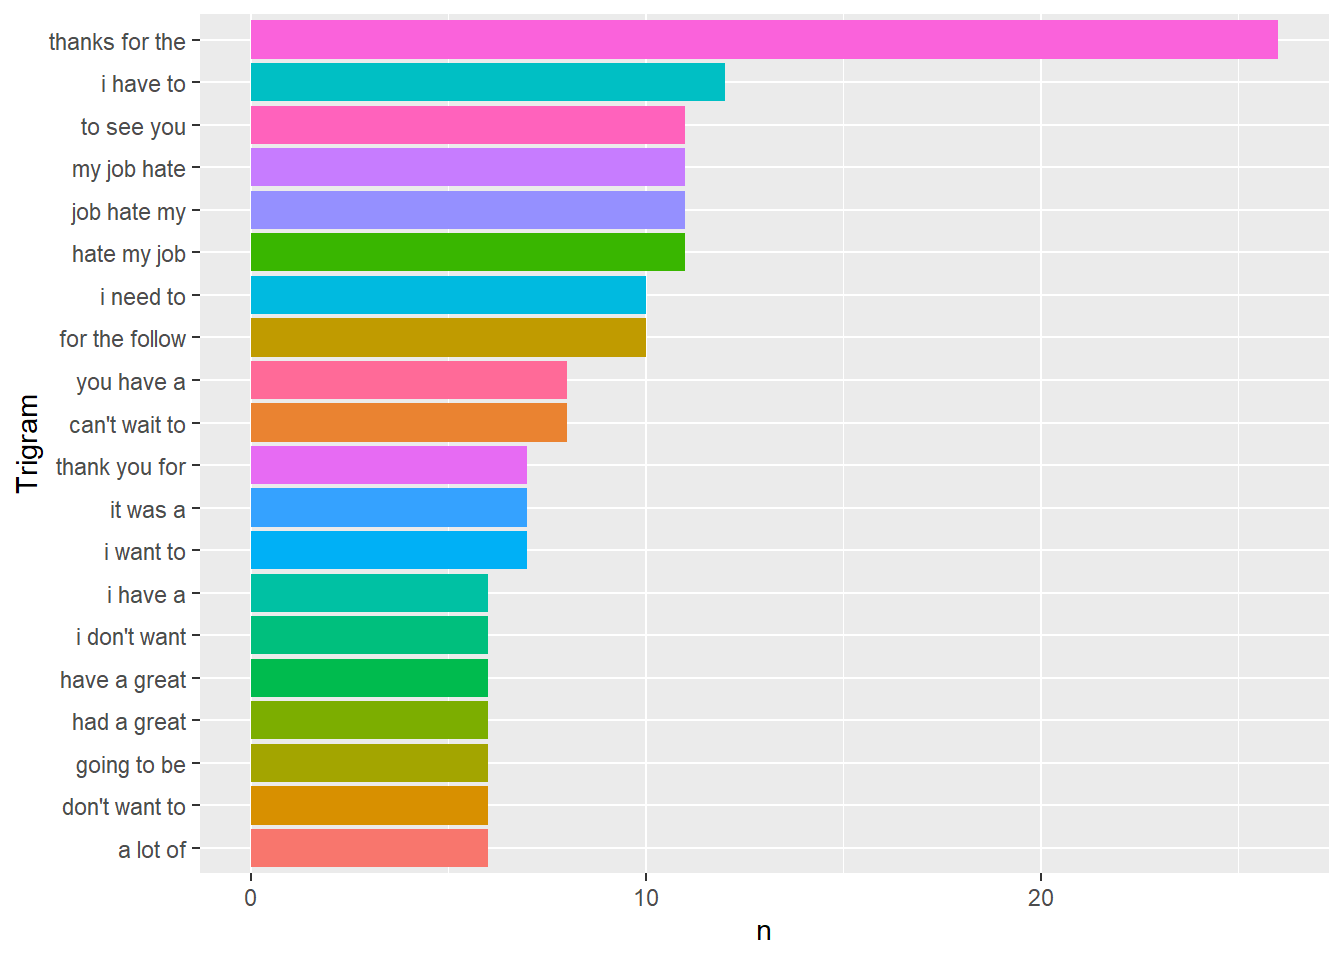 thanks for the
i have to
to see you
my job hate
job hate my
hate my job
i need to
for the follow
you have a
can't wait to
thank you for
it was a
i want to
i have a
i don't want
have a great
had a great
going to be
don't want to
a lot of
Trigram
0 10 20
n